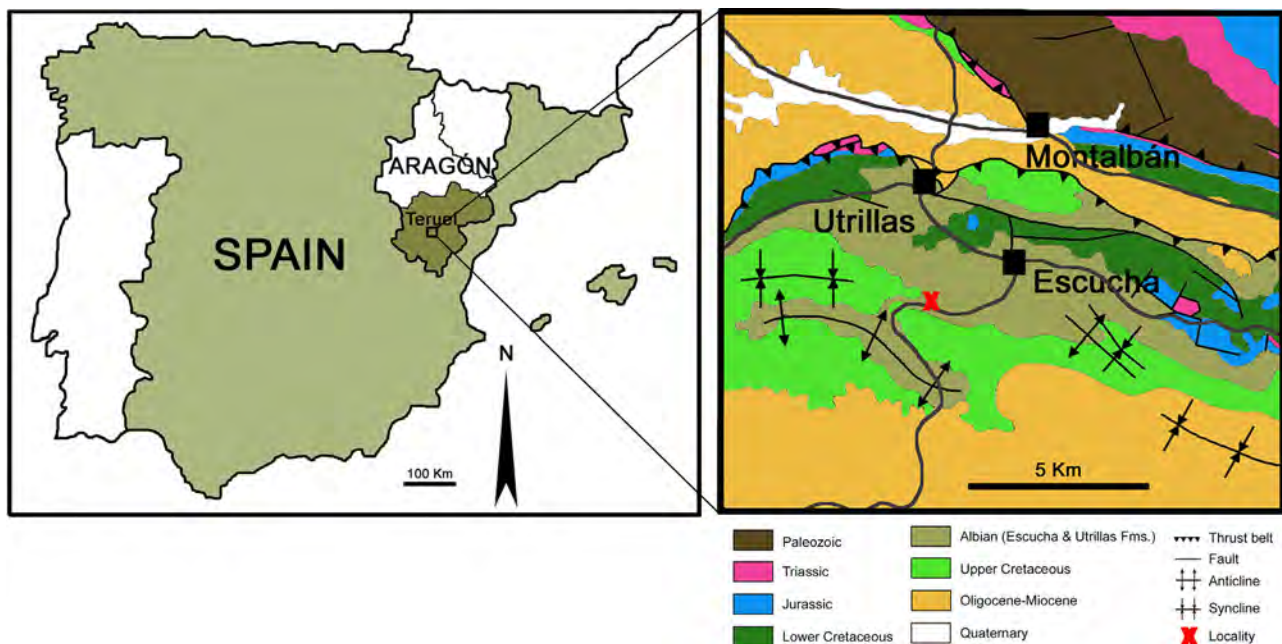 ARAGÓN
Teruel
SPAIN
N
100 Km
Montalbán
Utrillas
Escucha
5 Km
Paleozoic
Triassic
Jurassic
Lower Cretaceous
Albian (Escucha & Utrillas Fms.)
Upper Cretaceous
Oligocene-Miocene
Quaternary
Thrust belt
Fault
Anticline
Syncline
Locality